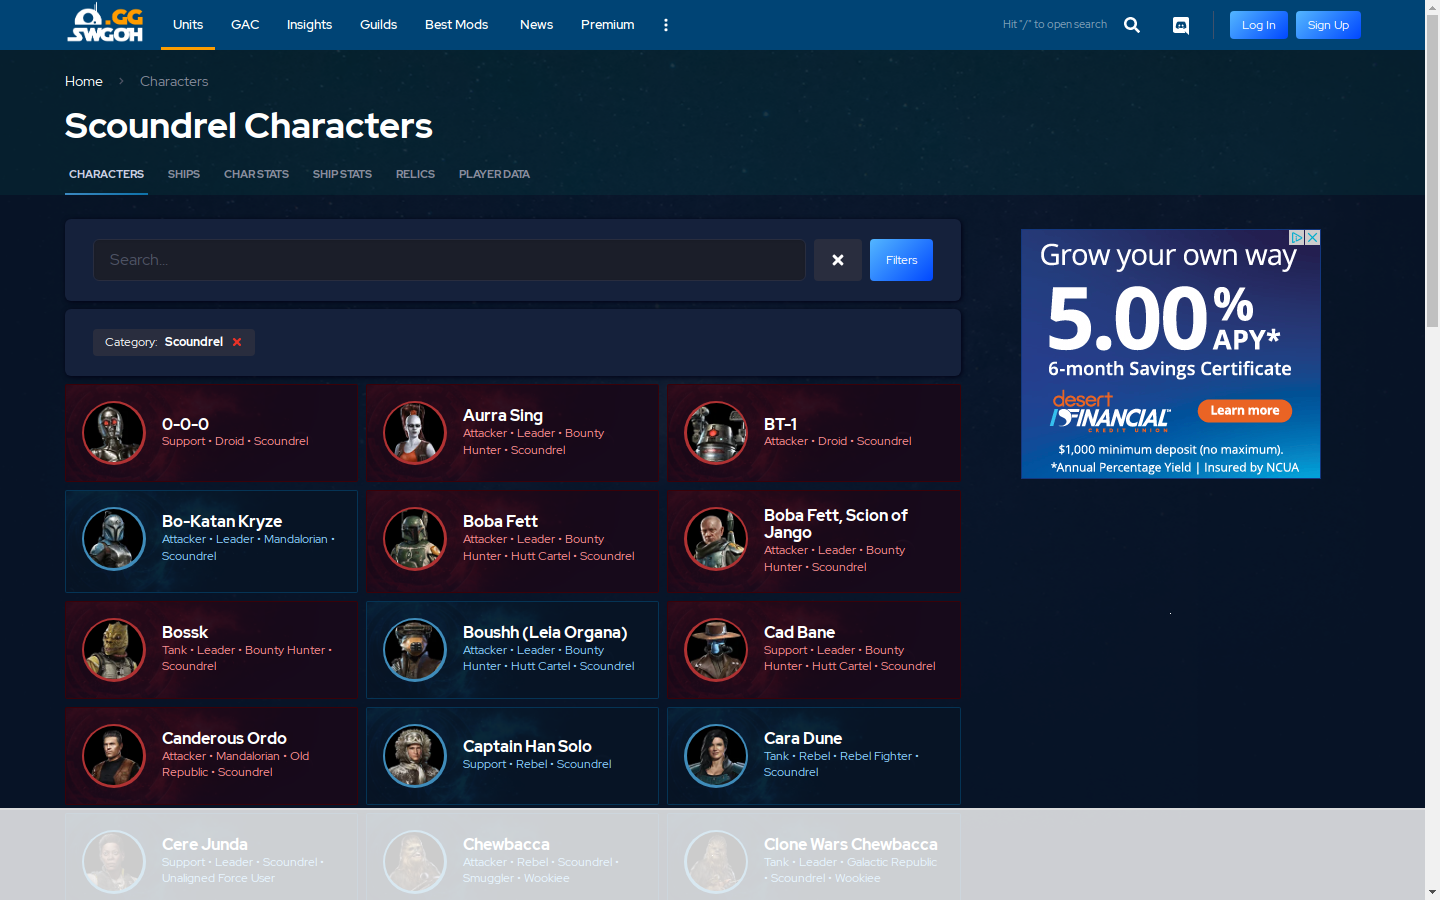 .GG
SWGOH
Units
GAC
Insights
Guilds
Best Mods
News
Premium
Hit "/" to open search
Log In
Sign Up
Home
Characters
Scoundrel Characters
CHARACTERS
SHIPS
CHAR STATS
SHIP STATS
RELICS
PLAYER DATA
Search...
Filters
Category: Scoundrel
Grow your own way
5.00% APY*
6-month Savings Certificate
desert
FINANCIAL
CREDIT UNION
Learn more
$1,000 minimum deposit (no maximum).
*Annual Percentage Yield | Insured by NCUA
0-0-0
Support • Droid • Scoundrel
Aurra Sing
Attacker • Leader • Bounty
Hunter • Scoundrel
BT-1
Attacker • Droid • Scoundrel
Bo-Katan Kryze
Attacker • Leader • Mandalorian •
Scoundrel
Boba Fett
Attacker • Leader • Bounty
Hunter • Hutt Cartel • Scoundrel
Boba Fett, Scion of
Jango
Attacker • Leader • Bounty
Hunter • Scoundrel
Bossk
Tank • Leader • Bounty Hunter •
Scoundrel
Boushh (Leia Organa)
Attacker • Leader • Bounty
Hunter • Hutt Cartel • Scoundrel
Cad Bane
Support • Leader • Bounty
Hunter • Hutt Cartel • Scoundrel
Canderous Ordo
Attacker • Mandalorian • Old
Republic • Scoundrel
Captain Han Solo
Support • Rebel • Scoundrel
Cara Dune
Tank • Rebel • Rebel Fighter •
Scoundrel
Cere Junda
Support • Leader • Scoundrel •
Unaligned Force User
Chewbacca
Attacker • Rebel • Scoundrel •
Smuggler • Wookiee
Clone Wars Chewbacca
Tank • Leader • Galactic Republic
• Scoundrel • Wookiee